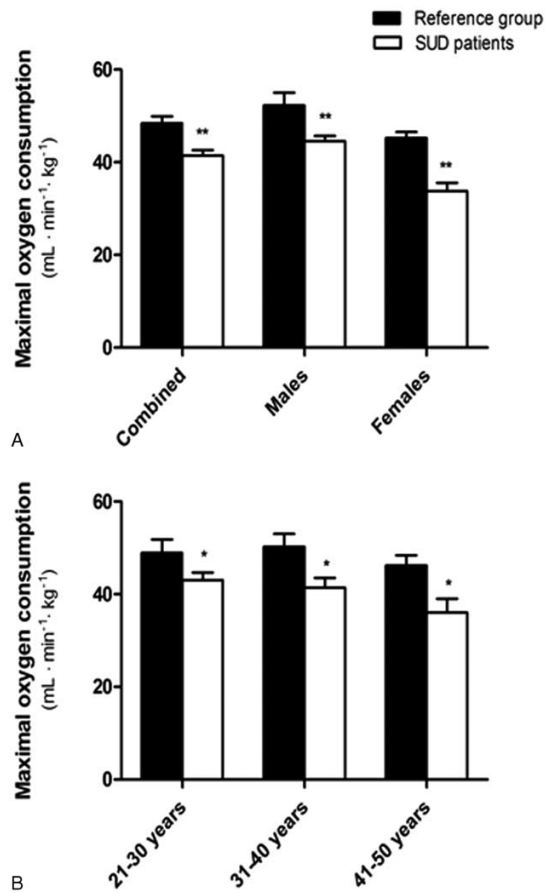 Reference group
SUD patients
Maximal oxygen consumption
(mL · min-1· kg-1)
60
40
20
0
**
**
**
Combined
Males
Females
A
Maximal oxygen consumption
(mL · min-1· kg-1)
60
40
20
0
*
*
*
21-30 years
31-40 years
41-50 years
B